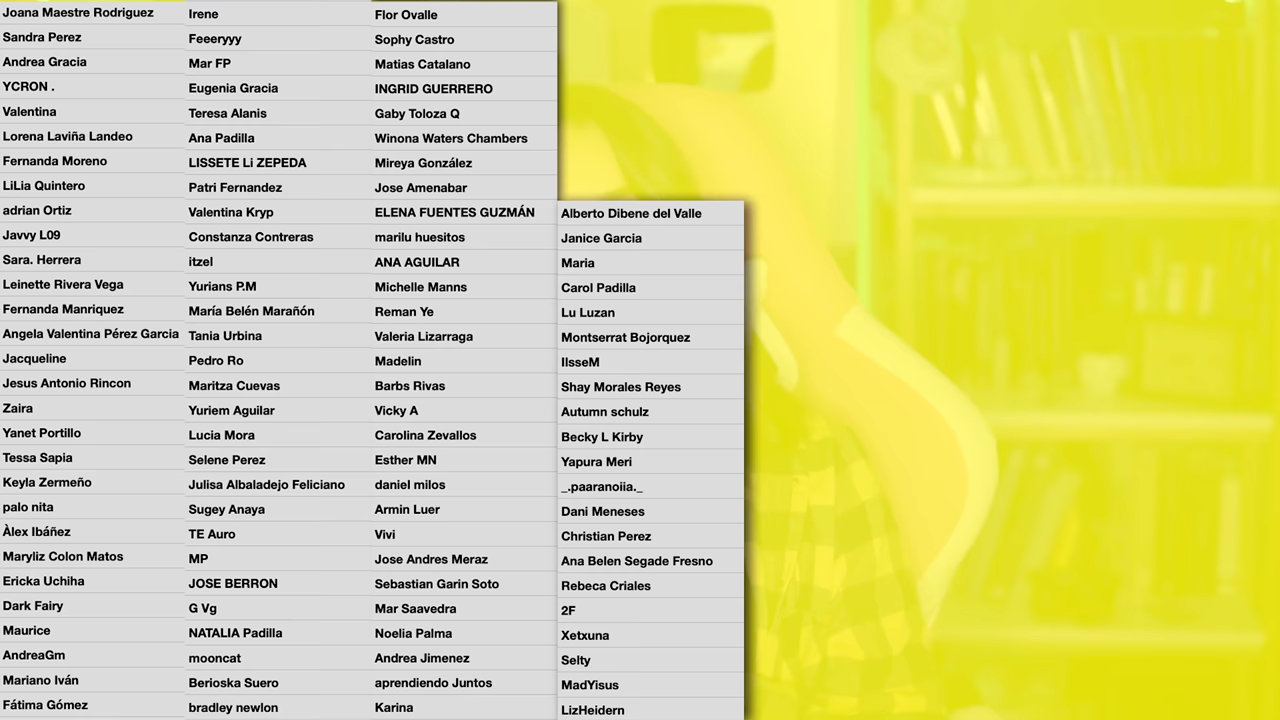 Joana Maestre Rodriguez
Sandra Perez
Andrea Gracia
YCRON .
Valentina
Lorena Laviña Landeo
Fernanda Moreno
LiLia Quintero
adrian Ortiz
Javvy L09
Sara. Herrera
Leinette Rivera Vega
Fernanda Manriquez
Angela Valentina Pérez Garcia
Jacqueline
Jesus Antonio Rincon
Zaira
Yanet Portillo
Tessa Sapia
Keyla Zermeño
palo nita
Àlex Ibáñez
Maryliz Colon Matos
Ericka Uchiha
Dark Fairy
Maurice
AndreaGm
Mariano Iván
Fátima Gómez
Irene
Feeeryyy
Mar FP
Eugenia Gracia
Teresa Alanis
Ana Padilla
LISSETE Li ZEPEDA
Patri Fernandez
Valentina Kryp
Constanza Contreras
itzel
Yurians P.M
María Belén Marañón
Tania Urbina
Pedro Ro
Maritza Cuevas
Yuriem Aguilar
Lucia Mora
Selene Perez
Julisa Albaladejo Feliciano
Sugey Anaya
TE Auro
MP
JOSE BERRON
G Vg
NATALIA Padilla
mooncat
Berioska Suero
bradley newlon
Flor Ovalle
Sophy Castro
Matias Catalano
INGRID GUERRERO
Gaby Toloza Q
Winona Waters Chambers
Mireya González
Jose Amenabar
ELENA FUENTES GUZMÁN
marilu huesitos
ANA AGUILAR
Michelle Manns
Reman Ye
Valeria Lizarraga
Madelin
Barbs Rivas
Vicky A
Carolina Zevallos
Esther MN
daniel milos
Armin Luer
Vivi
Jose Andres Meraz
Sebastian Garin Soto
Mar Saavedra
Noelia Palma
Andrea Jimenez
aprendiendo Juntos
Karina
Alberto Dibene del Valle
Janice Garcia
Maria
Carol Padilla
Lu Luzan
Montserrat Bojorquez
IlsseM
Shay Morales Reyes
Autumn schulz
Becky L Kirby
Yapura Meri
_.paaranoiia._
Dani Meneses
Christian Perez
Ana Belen Segade Fresno
Rebeca Criales
2F
Xetxuna
Selty
MadYisus
LizHeidern